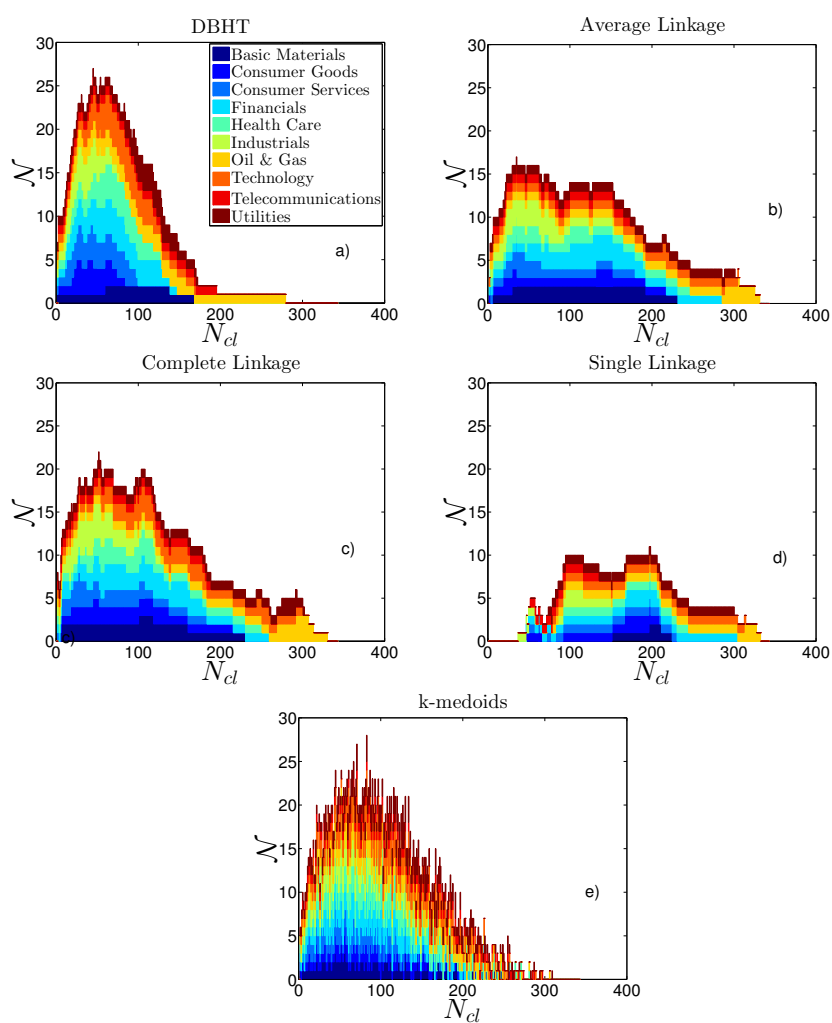 DBHT
30
25
20
15
10
5
0
𝒩
0 100 200 300 400
N_cl
Basic Materials
Consumer Goods
Consumer Services
Financials
Health Care
Industrials
Oil & Gas
Technology
Telecommunications
Utilities
a)
Average Linkage
30
25
20
15
10
5
0
𝒩
0 100 200 300 400
N_cl
b)
Complete Linkage
30
25
20
15
10
5
0
𝒩
0 100 200 300 400
N_cl
c)
c)
Single Linkage
30
25
20
15
10
5
0
𝒩
0 100 200 300 400
N_cl
d)
k-medoids
30
25
20
15
10
5
0
𝒩
0 100 200 300 400
N_cl
e)